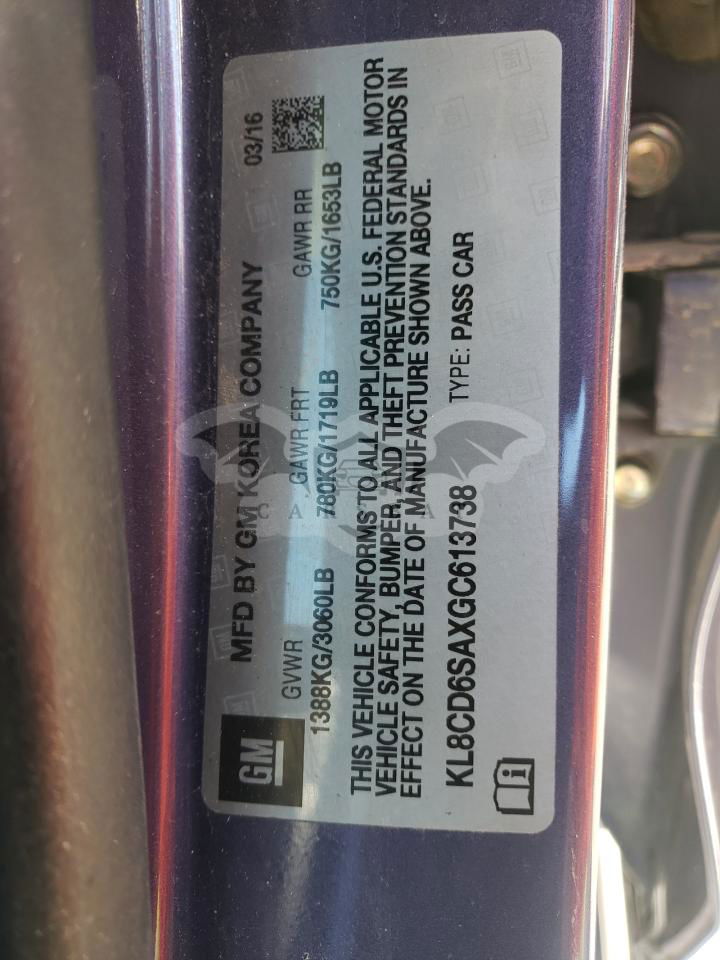 MFD BY GM KOREA COMPANY 03/16
GVWR GAWR FRT GAWR RR
1388KG/3060LB 780KG/1719LB 750KG/1653LB
THIS VEHICLE CONFORMS TO ALL APPLICABLE U.S. FEDERAL MOTOR
VEHICLE SAFETY, BUMPER, AND THEFT PREVENTION STANDARDS IN
EFFECT ON THE DATE OF MANUFACTURE SHOWN ABOVE.
KL8CD6SAXGC613738 TYPE: PASS CAR
GM